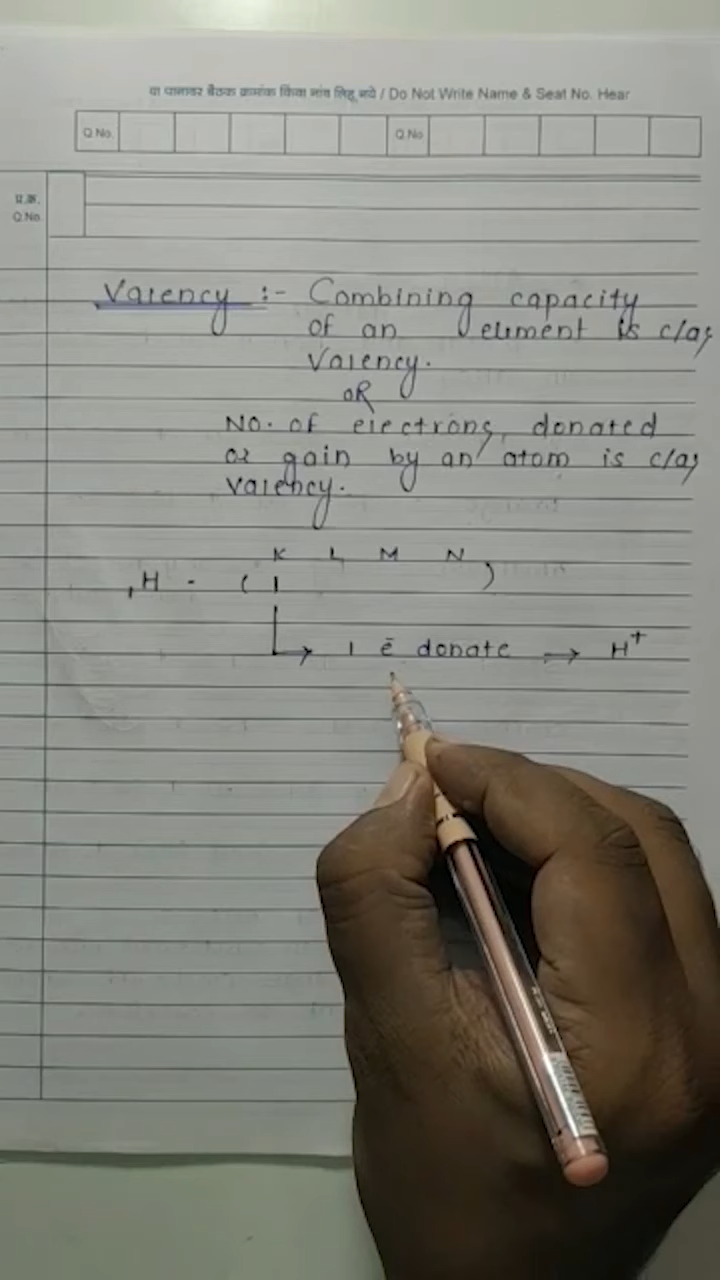 या पानावर बैठक क्रमांक किंवा नांव लिहू नये / Do Not Write Name & Seat No. Hear
Q.No. Q.No
प्र.क्र.
Q.No.
Valency :- Combining capacity
of an element is c/as
valency.
OR
No. of electrons, donated
or gain by an atom is c/as
valency.
K L M N
₁H - ( 1 )
→ 1 ē donate → H⁺